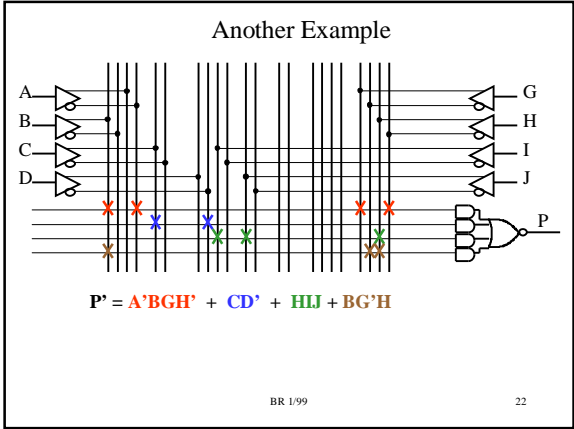 Another Example
A
B
C
D
G
H
I
J
P
P’ = A’BGH’ + CD’ + HIJ + BG’H
BR 1/99
22